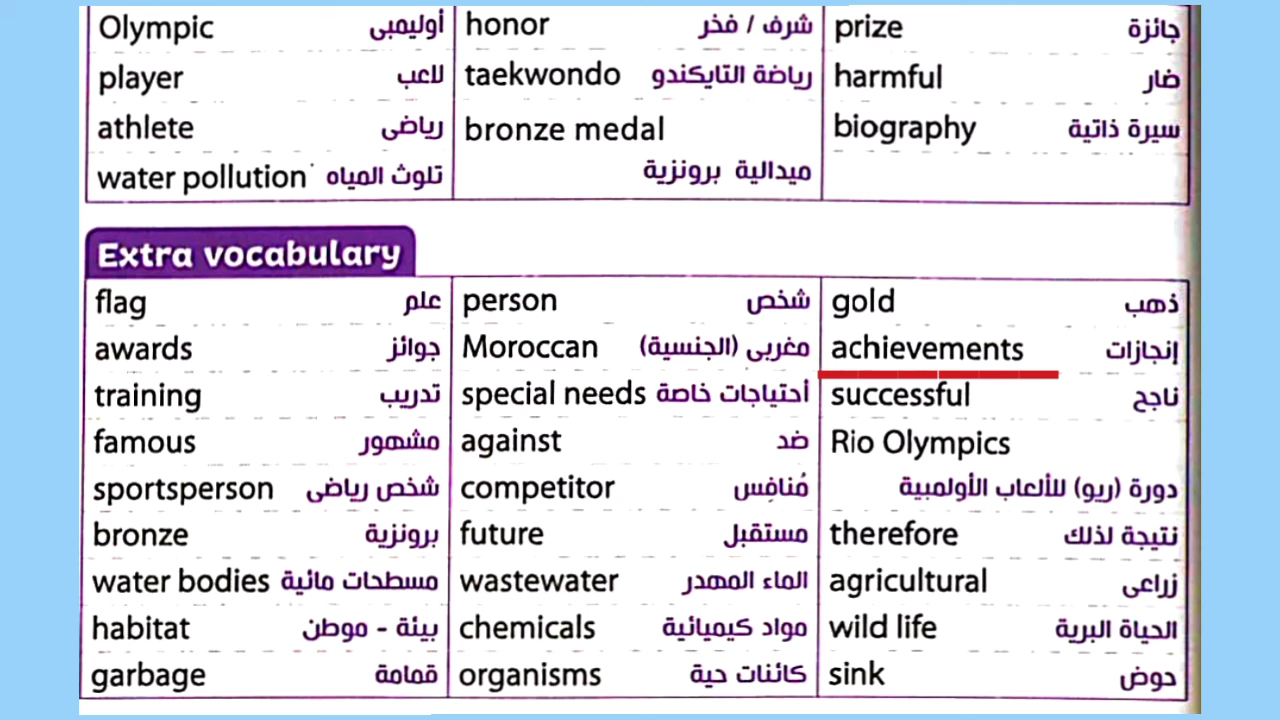 Olympic أوليمبى
player للاعب
athlete رياضى
water pollution تلوث المياه
honor شرف / فخر
taekwondo رياضة التايكندو
bronze medal
ميدالية برونزية
prize جائزة
harmful ضار
biography سيرة ذاتية
Extra vocabulary
flag علم
awards جوائز
training تدريب
famous مشهور
sportsperson شخص رياضى
bronze برونزية
water bodies مسطحات مائية
habitat بيئة - موطن
garbage قمامة
person شخص
Moroccan مغربى (الجنسية)
special needs أحتياجات خاصة
against ضد
competitor مُنافِس
future مستقبل
wastewater الماء المهدر
chemicals مواد كيميائية
organisms كائنات حية
gold ذهب
achievements إنجازات
successful ناجح
Rio Olympics
دورة (ريو) للألعاب الأولمبية
therefore نتيجة لذلك
agricultural زراعى
wild life الحياة البرية
sink حوض